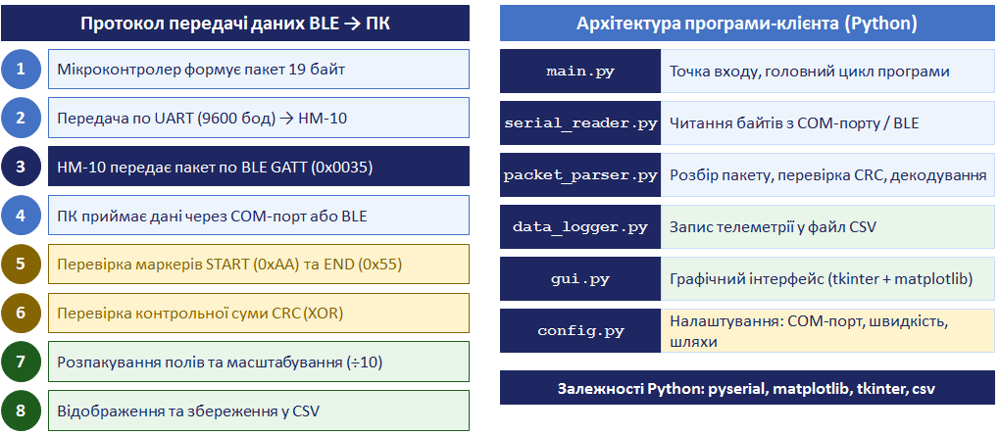 Протокол передачі даних BLE → ПК
1
Мікроконтролер формує пакет 19 байт
2
Передача по UART (9600 бод) → HM-10
3
HM-10 передає пакет по BLE GATT (0x0035)
4
ПК приймає дані через COM-порт або BLE
5
Перевірка маркерів START (0xAA) та END (0x55)
6
Перевірка контрольної суми CRC (XOR)
7
Розпакування полів та масштабування (÷10)
8
Відображення та збереження у CSV
Архітектура програми-клієнта (Python)
main.py
Точка входу, головний цикл програми
serial_reader.py
Читання байтів з COM-порту / BLE
packet_parser.py
Розбір пакету, перевірка CRC, декодування
data_logger.py
Запис телеметрії у файл CSV
gui.py
Графічний інтерфейс (tkinter + matplotlib)
config.py
Налаштування: COM-порт, швидкість,
шляхи
Залежності Python: pyserial, matplotlib, tkinter, csv